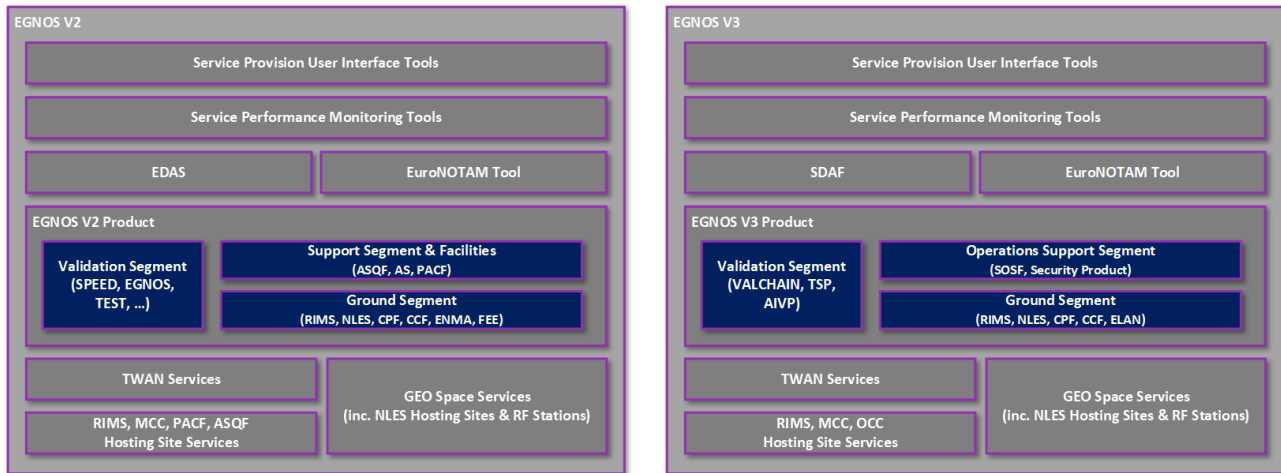 EGNOS V2
Service Provision User Interface Tools
Service Performance Monitoring Tools
EDAS
EuroNOTAM Tool
EGNOS V2 Product
Validation Segment
(SPEED, EGNOS,
TEST, ...)
Support Segment & Facilities
(ASQF, AS, PACF)
Ground Segment
(RIMS, NLES, CPF, CCF, ENMA, FEE)
TWAN Services
RIMS, MCC, PACF, ASQF
Hosting Site Services
GEO Space Services
(inc. NLES Hosting Sites & RF Stations)
EGNOS V3
Service Provision User Interface Tools
Service Performance Monitoring Tools
SDAF
EuroNOTAM Tool
EGNOS V3 Product
Validation Segment
(VALCHAIN, TSP,
AIVP)
Operations Support Segment
(SOSF, Security Product)
Ground Segment
(RIMS, NLES, CPF, CCF, ELAN)
TWAN Services
RIMS, MCC, OCC
Hosting Site Services
GEO Space Services
(inc. NLES Hosting Sites & RF Stations)